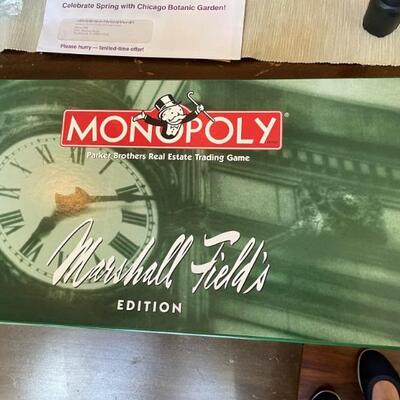 Celebrate Spring with Chicago Botanic Garden!
Please hurry — limited-time offer!
MONOPOLY
Parker Brothers Real Estate Trading Game
Marshall Field's
EDITION